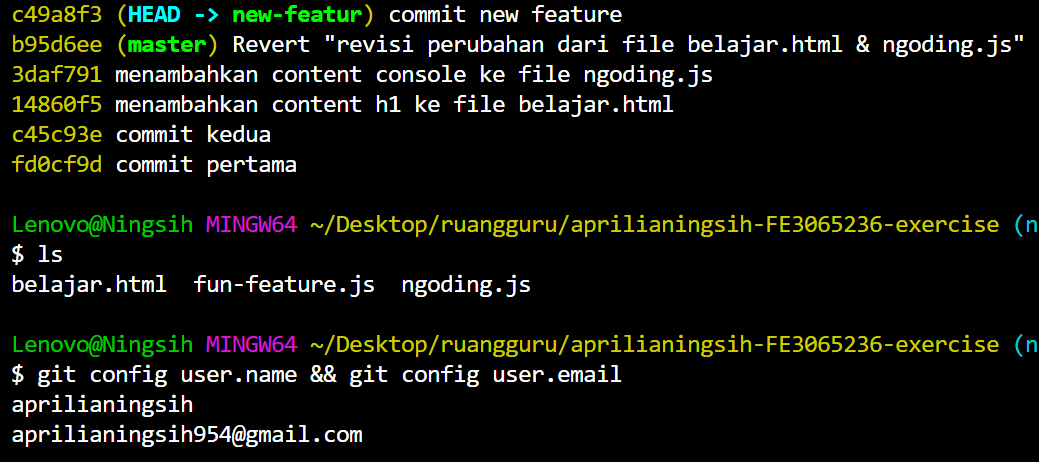 c49a8f3 (HEAD -> new-featur) commit new feature
b95d6ee (master) Revert "revisi perubahan dari file belajar.html & ngoding.js"
3daf791 menambahkan content console ke file ngoding.js
14860f5 menambahkan content h1 ke file belajar.html
c45c93e commit kedua
fd0cf9d commit pertama
Lenovo@Ningsih MINGW64 ~/Desktop/ruangguru/aprilianingsih-FE3065236-exercise (n
$ ls
belajar.html  fun-feature.js  ngoding.js
Lenovo@Ningsih MINGW64 ~/Desktop/ruangguru/aprilianingsih-FE3065236-exercise (n
$ git config user.name && git config user.email
aprilianingsih
aprilianingsih954@gmail.com